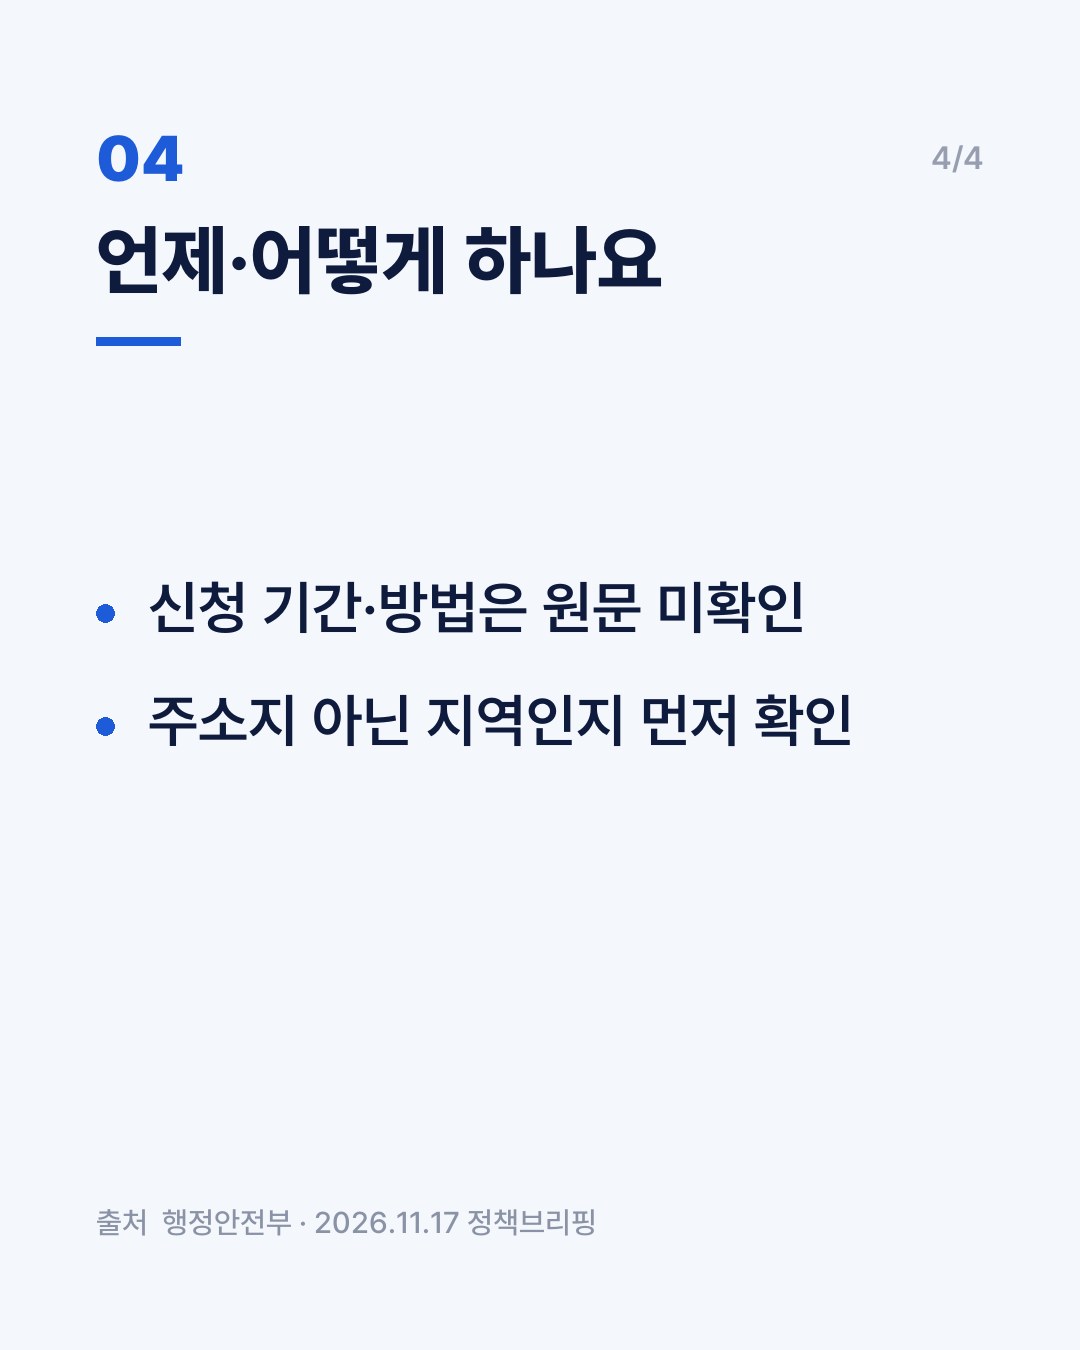 04
4/4
언제·어떻게 하나요
신청 기간·방법은 원문 미확인
주소지 아닌 지역인지 먼저 확인
출처 행정안전부 · 2026.11.17 정책브리핑